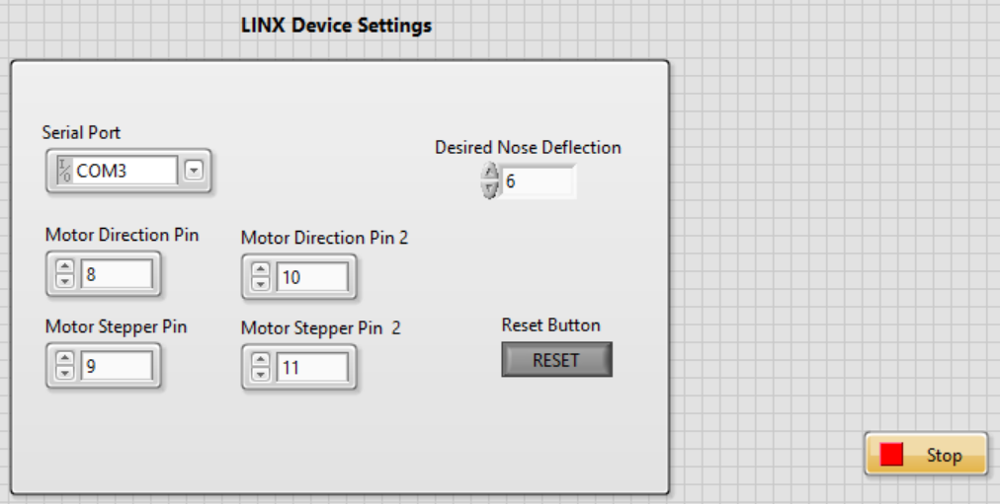 LINX Device Settings
Serial Port
I/O COM3
Desired Nose Deflection
6
Motor Direction Pin
Motor Direction Pin 2
8
10
Motor Stepper Pin
Motor Stepper Pin 2
Reset Button
9
11
RESET
Stop